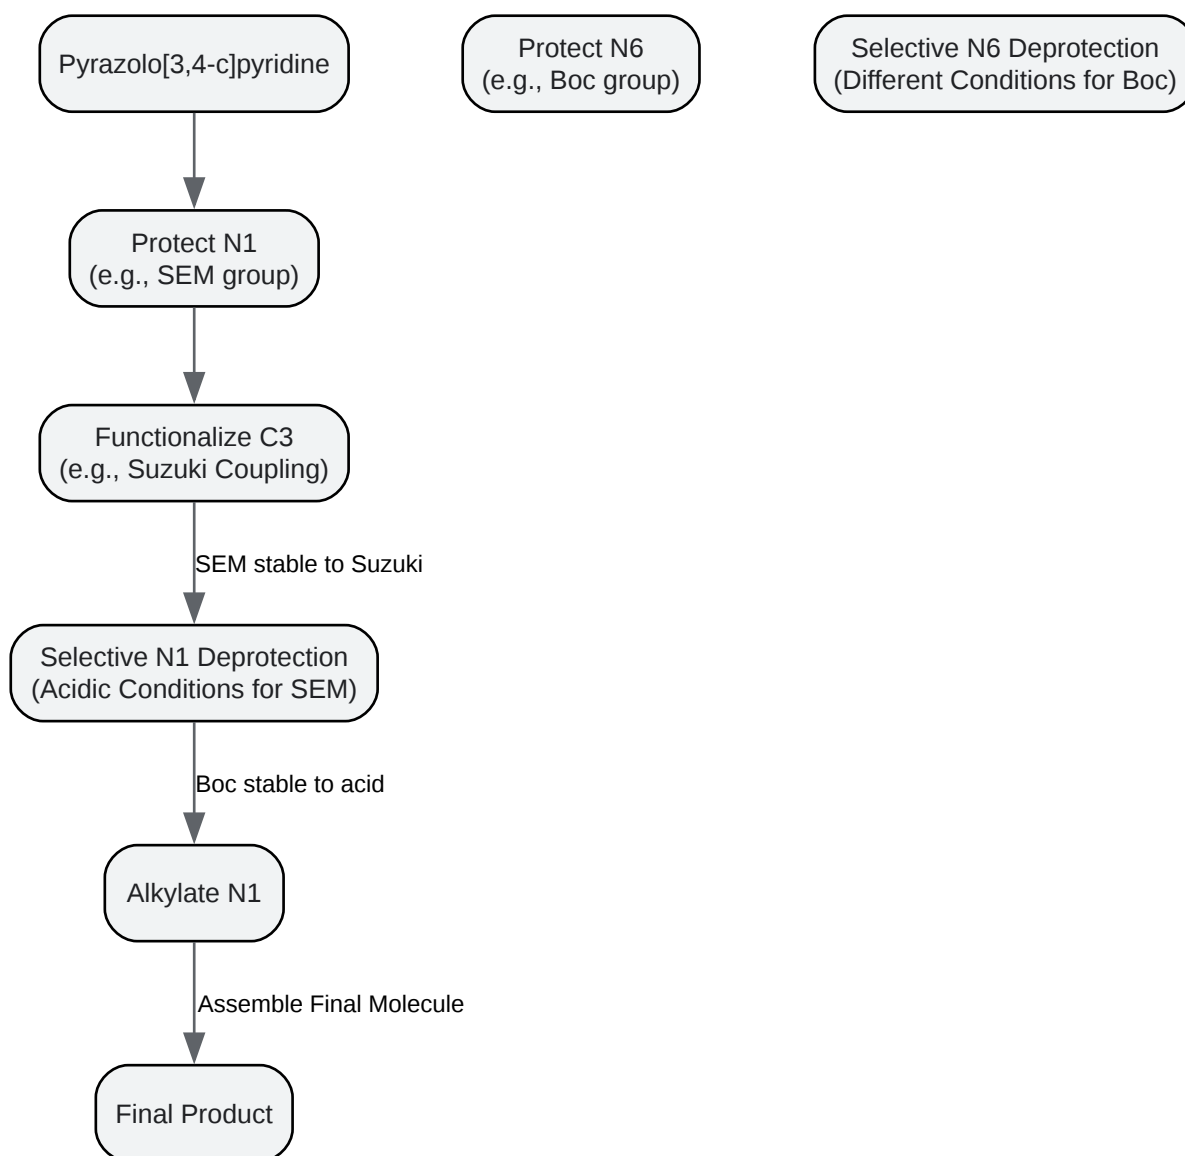 Pyrazolo[3,4-c]pyridine
Protect N6
(e.g., Boc group)
Selective N6 Deprotection
(Different Conditions for Boc)
Protect N1
(e.g., SEM group)
Functionalize C3
(e.g., Suzuki Coupling)
SEM stable to Suzuki
Selective N1 Deprotection
(Acidic Conditions for SEM)
Boc stable to acid
Alkylate N1
Assemble Final Molecule
Final Product